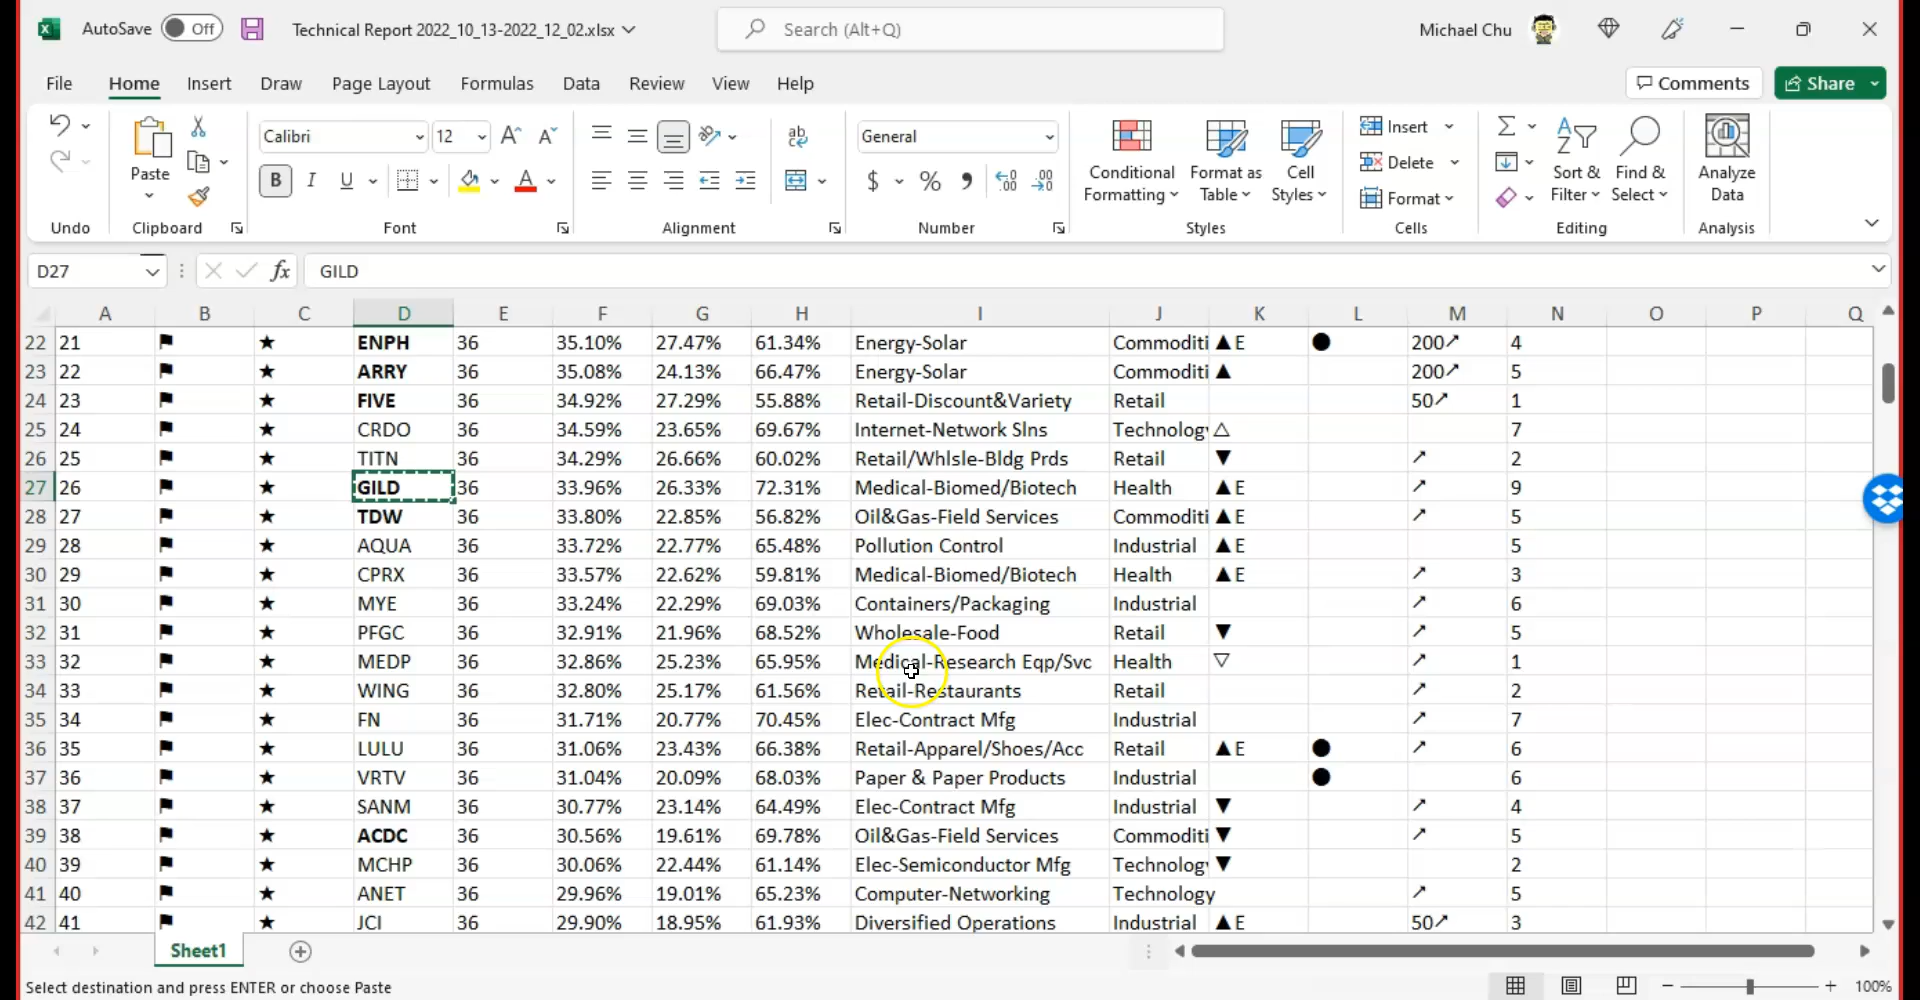 AutoSave Off Technical Report 2022_10_13-2022_12_02.xlsx Search (Alt+Q) Michael Chu
File Home Insert Draw Page Layout Formulas Data Review View Help Comments Share
Calibri 12 A A ab General Insert
Paste Conditional Formatting Format as Table Cell Styles Delete Sort & Filter Find & Select Analyze Data
B I U A $ % , Format
Undo Clipboard Font Alignment Number Styles Cells Editing Analysis
D27 fx GILD
A B C D E F G H I J K L M N O P Q
22 21 ⚑ ★ ENPH 36 35.10% 27.47% 61.34% Energy-Solar Commoditi ▲E ● 200↗ 4
23 22 ⚑ ★ ARRY 36 35.08% 24.13% 66.47% Energy-Solar Commoditi ▲ 200↗ 5
24 23 ⚑ ★ FIVE 36 34.92% 27.29% 55.88% Retail-Discount&Variety Retail 50↗ 1
25 24 ⚑ ★ CRDO 36 34.59% 23.65% 69.67% Internet-Network Slns Technology △ 7
26 25 ⚑ ★ TITN 36 34.29% 26.66% 60.02% Retail/Whlsle-Bldg Prds Retail ▼ ↗ 2
27 26 ⚑ ★ GILD 36 33.96% 26.33% 72.31% Medical-Biomed/Biotech Health ▲E ↗ 9
28 27 ⚑ ★ TDW 36 33.80% 22.85% 56.82% Oil&Gas-Field Services Commoditi ▲E ↗ 5
29 28 ⚑ ★ AQUA 36 33.72% 22.77% 65.48% Pollution Control Industrial ▲E 5
30 29 ⚑ ★ CPRX 36 33.57% 22.62% 59.81% Medical-Biomed/Biotech Health ▲E ↗ 3
31 30 ⚑ ★ MYE 36 33.24% 22.29% 69.03% Containers/Packaging Industrial ↗ 6
32 31 ⚑ ★ PFGC 36 32.91% 21.96% 68.52% Wholesale-Food Retail ▼ ↗ 5
33 32 ⚑ ★ MEDP 36 32.86% 25.23% 65.95% Medical-Research Eqp/Svc Health ▽ ↗ 1
34 33 ⚑ ★ WING 36 32.80% 25.17% 61.56% Retail-Restaurants Retail ↗ 2
35 34 ⚑ ★ FN 36 31.71% 20.77% 70.45% Elec-Contract Mfg Industrial ↗ 7
36 35 ⚑ ★ LULU 36 31.06% 23.43% 66.38% Retail-Apparel/Shoes/Acc Retail ▲E ● ↗ 6
37 36 ⚑ ★ VRTV 36 31.04% 20.09% 68.03% Paper & Paper Products Industrial ● 6
38 37 ⚑ ★ SANM 36 30.77% 23.14% 64.49% Elec-Contract Mfg Industrial ▼ ↗ 4
39 38 ⚑ ★ ACDC 36 30.56% 19.61% 69.78% Oil&Gas-Field Services Commoditi ▼ ↗ 5
40 39 ⚑ ★ MCHP 36 30.06% 22.44% 61.14% Elec-Semiconductor Mfg Technology ▼ 2
41 40 ⚑ ★ ANET 36 29.96% 19.01% 65.23% Computer-Networking Technology ↗ 5
42 41 ⚑ ★ JCI 36 29.90% 18.95% 61.93% Diversified Operations Industrial ▲E 50↗ 3
Sheet1
Select destination and press ENTER or choose Paste 100%